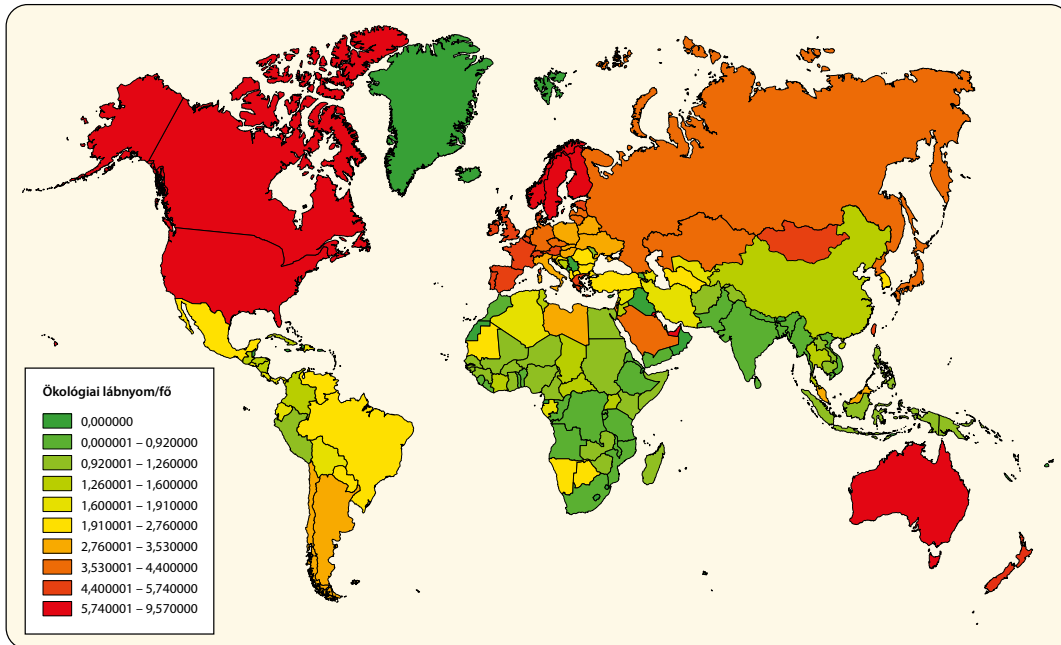 Ökológiai lábnyom/fő
0,000000
0,000001 – 0,920000
0,920001 – 1,260000
1,260001 – 1,600000
1,600001 – 1,910000
1,910001 – 2,760000
2,760001 – 3,530000
3,530001 – 4,400000
4,400001 – 5,740000
5,740001 – 9,570000